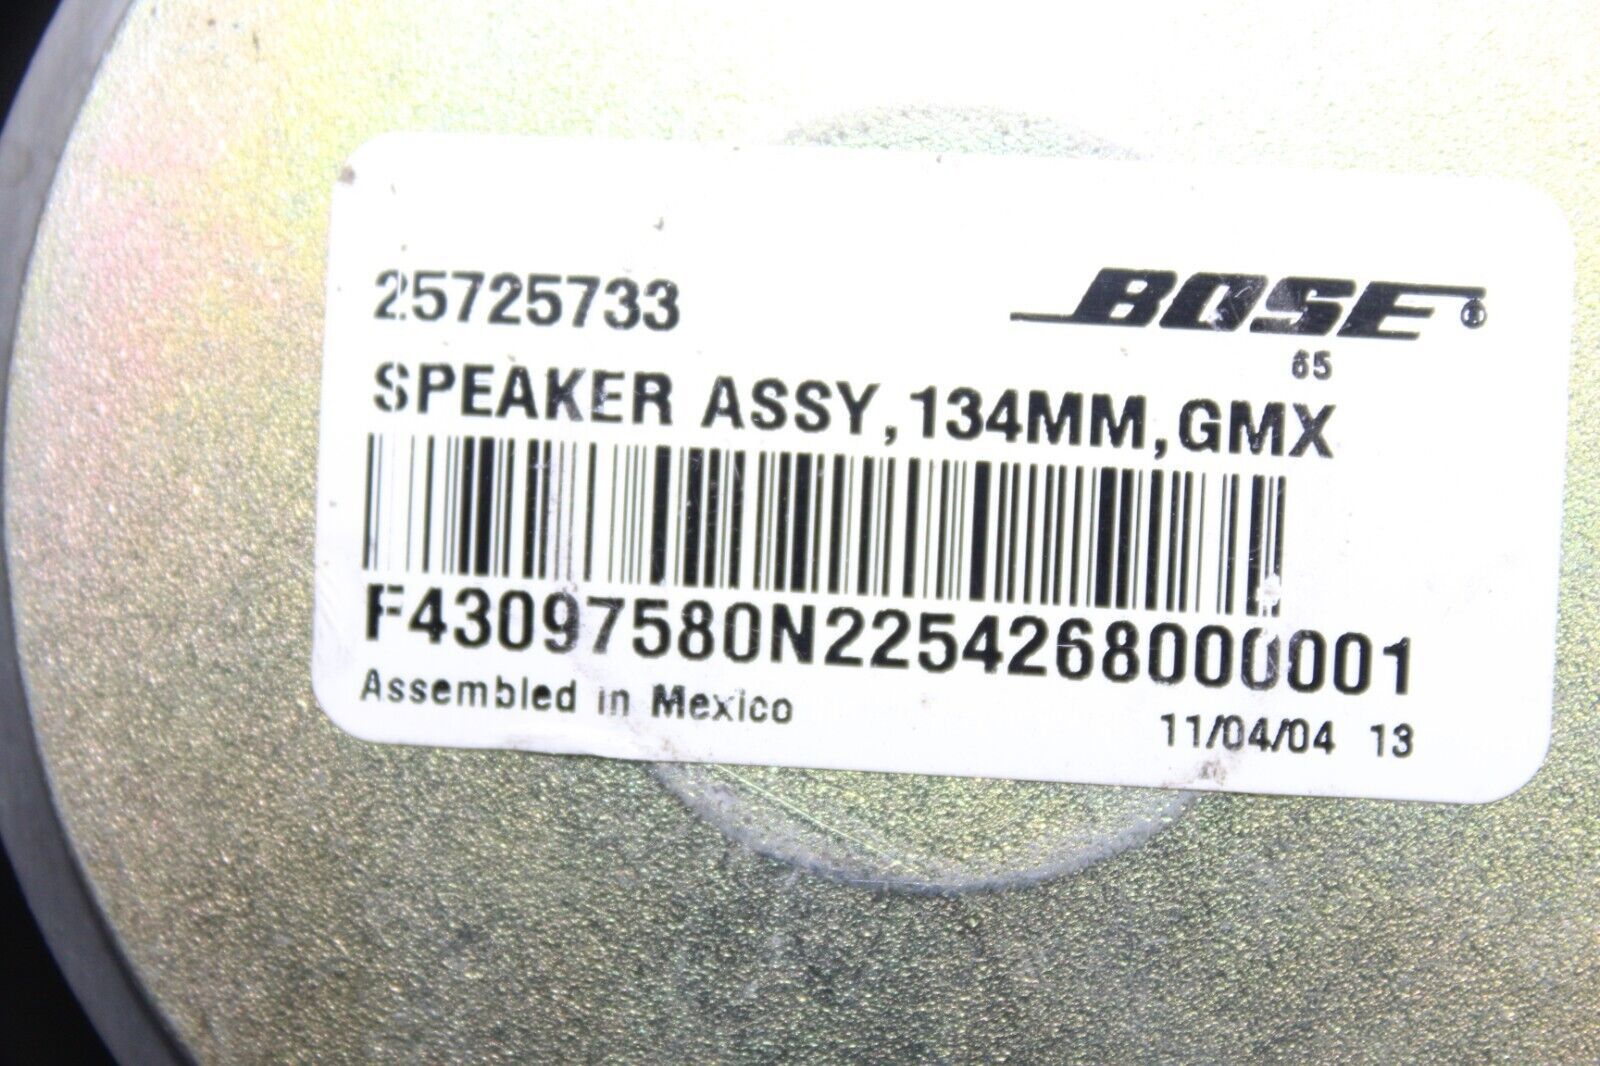 25725733
BOSE®
65
SPEAKER ASSY,134MM,GMX
F43097580N2254268000001
Assembled in Mexico
11/04/04 13